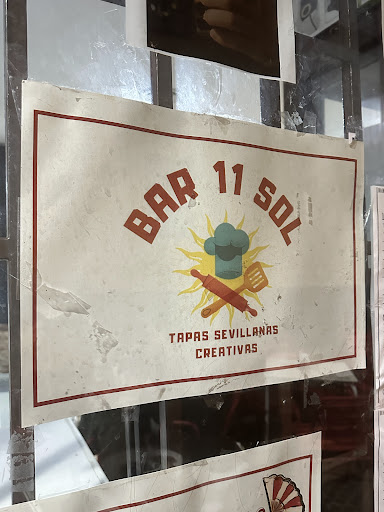 BAR 11 SOL
TAPAS SEVILLANAS
CREATIVAS